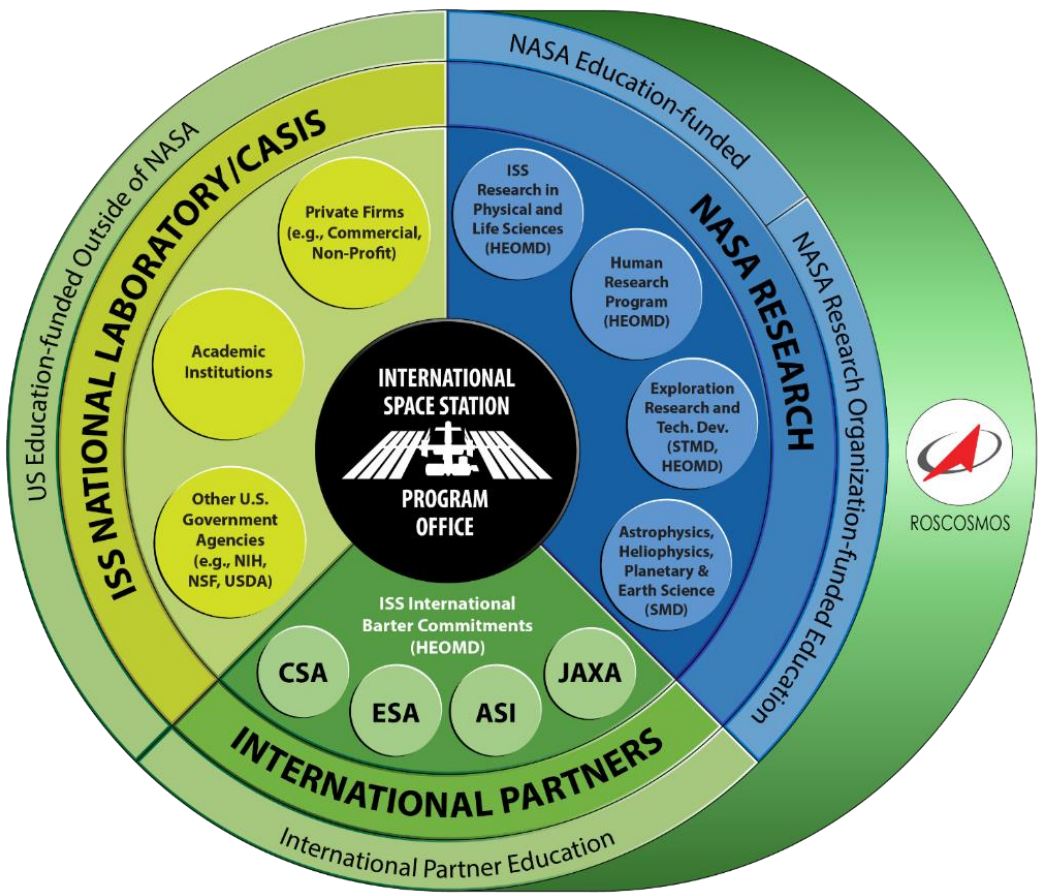 US Education-funded Outside of NASA
ISS NATIONAL LABORATORY/CASIS
Private Firms
(e.g., Commercial,
Non-Profit)
Academic
Institutions
Other U.S.
Government
Agencies
(e.g., NIH,
NSF, USDA)
NASA Education-funded
NASA Research Organization-funded Education
NASA RESEARCH
ISS
Research in
Physical and
Life Sciences
(HEOMD)
Human
Research
Program
(HEOMD)
Exploration
Research and
Tech. Dev.
(STMD,
HEOMD)
Astrophysics,
Heliophysics,
Planetary &
Earth Science
(SMD)
INTERNATIONAL
SPACE STATION
PROGRAM
OFFICE
ISS International
Barter Commitments
(HEOMD)
CSA
ESA
ASI
JAXA
INTERNATIONAL PARTNERS
International Partner Education
ROSCOSMOS